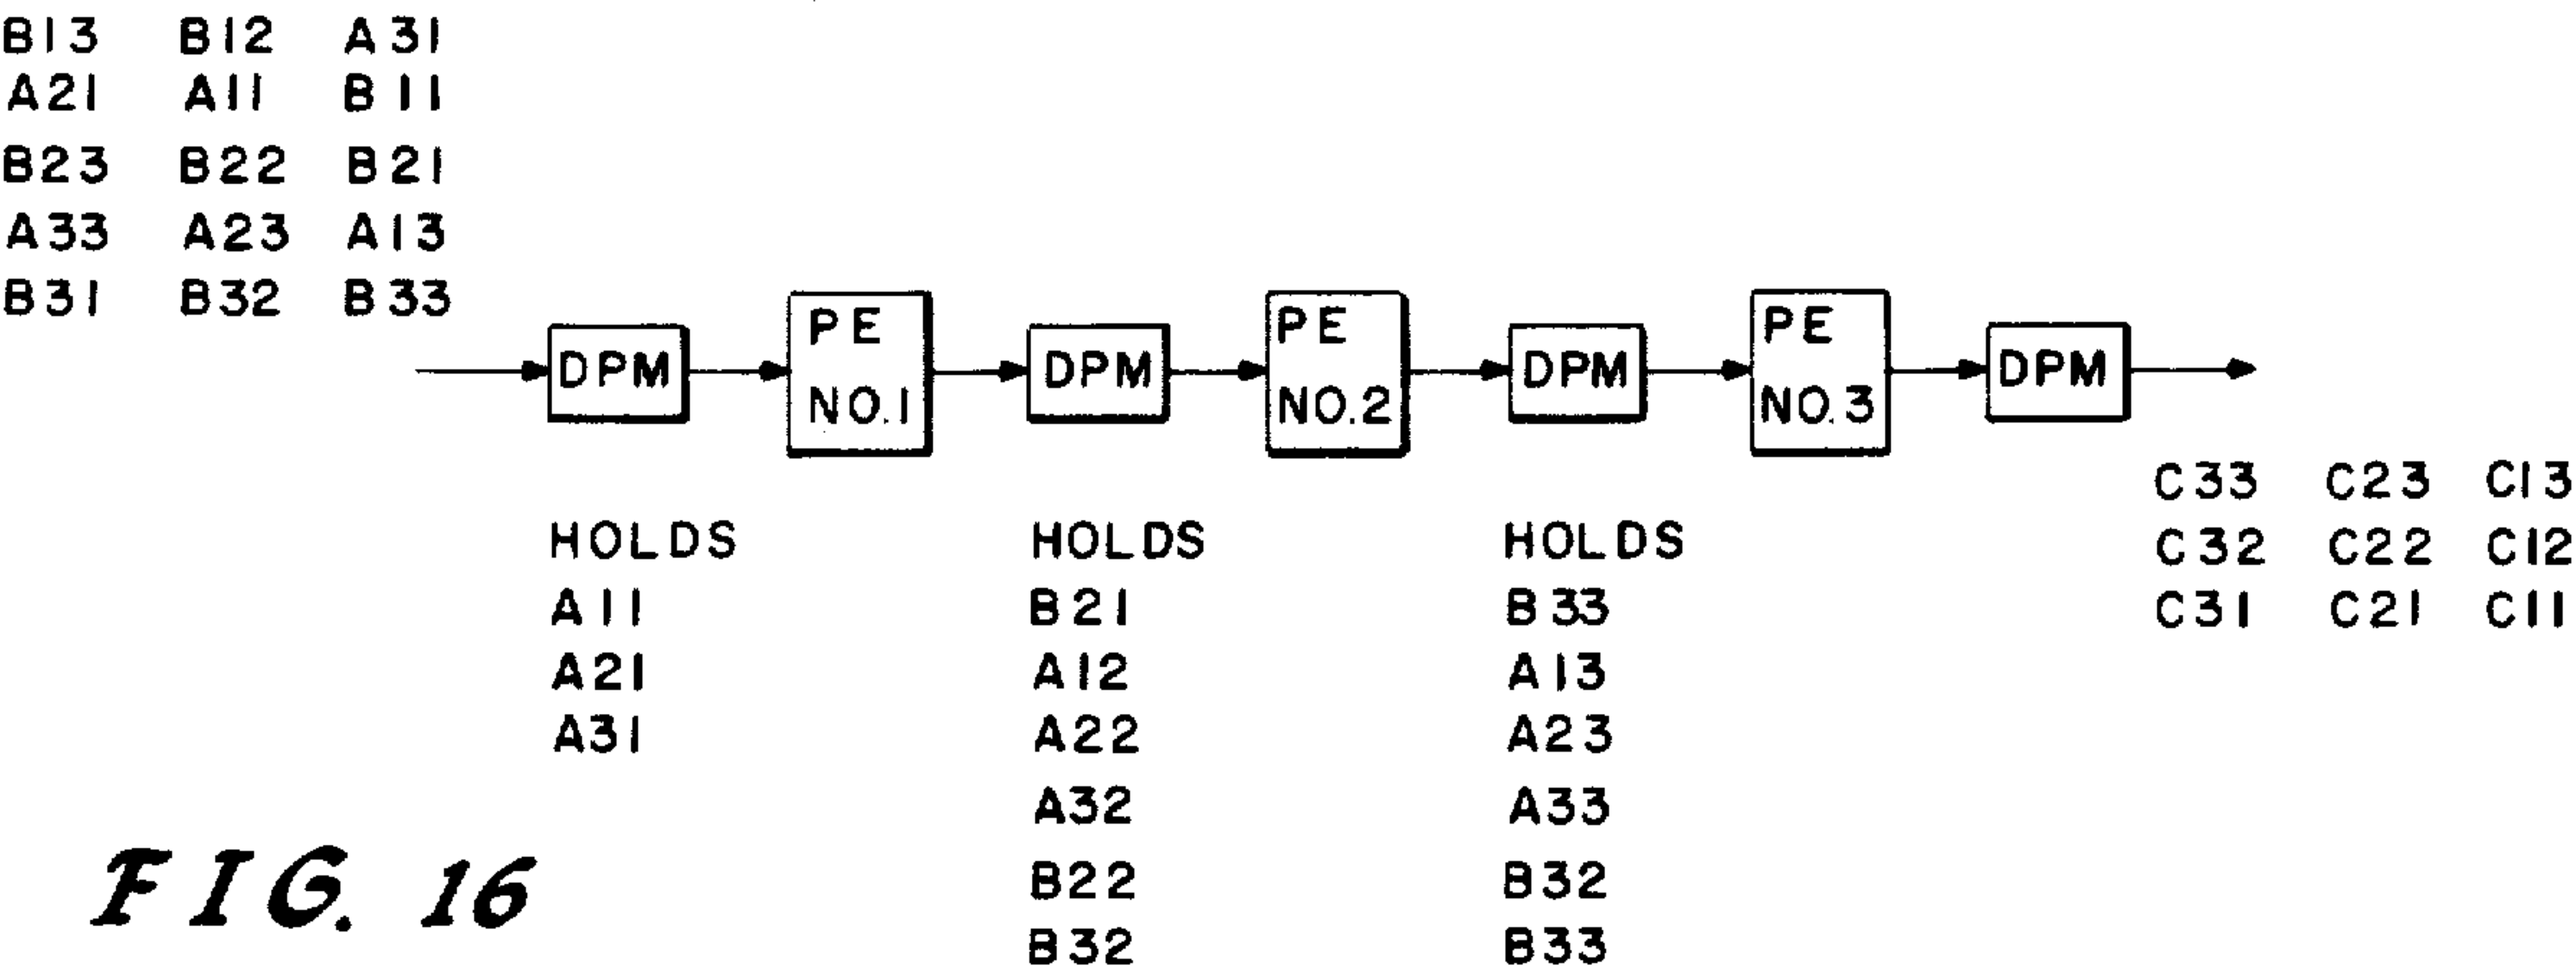 B13 B12 A31
A21 A11 B11
B23 B22 B21
A33 A23 A13
B31 B32 B33
DPM
PE
NO.1
DPM
PE
NO.2
DPM
PE
NO.3
DPM
HOLDS
A11
A21
A31
HOLDS
B21
A12
A22
A32
B22
B32
HOLDS
B33
A13
A23
A33
B32
B33
C33 C23 C13
C32 C22 C12
C31 C21 C11
FIG. 16